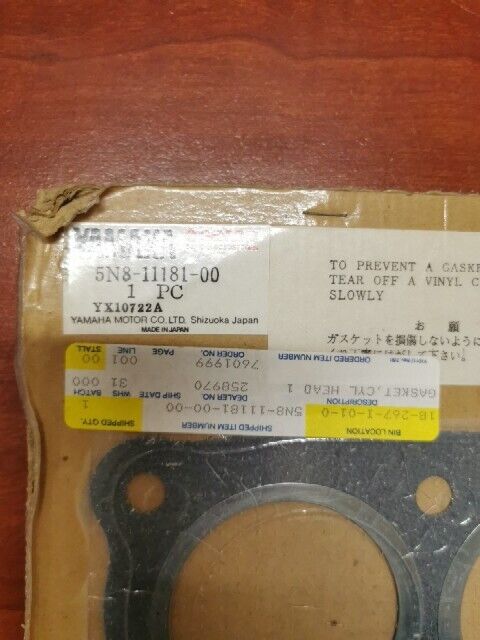 YAMAHA
5N8-11181-00
1 PC
YX10722A
YAMAHA MOTOR CO. LTD. Shizuoka Japan
MADE IN JAPAN
TO PREVENT A GASKE
TEAR OFF A VINYL C
SLOWLY
お 願
ガスケットを損傷しないように
BIN LOCATION
18-267-I-01-0
SHIPPED QTY.
1
SHIPPED ITEM NUMBER
5N8-11181-00-00
DESCRIPTION
GASKET,CYL HEAD 1
DEALER NO.
258970
SHIP DATE
WHS
31
BATCH
000
ORDERED ITEM NUMBER
ORDER NO.
7601999
PAGE
LINE
001
STALL
00